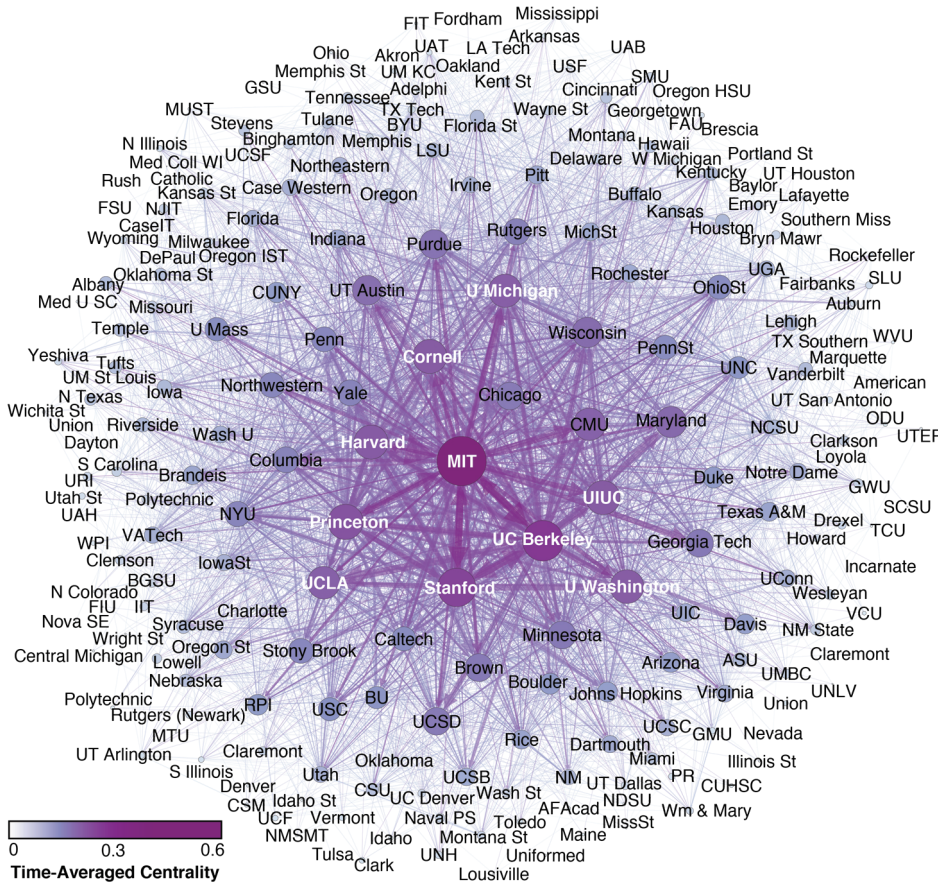 Mississippi
FIT Fordham
Arkansas
Ohio Akron UAT LA Tech UAB
Memphis St UM KC Oakland USF
GSU Adelphi Kent St Cincinnati SMU Oregon HSU
Tennessee TX Tech Wayne St Georgetown
MUST Stevens Tulane BYU Florida St Montana FAU Brescia
N Illinois Binghamton Memphis LSU Hawaii
Med Coll WI UCSF Northeastern Delaware W Michigan Portland St
Rush Catholic Case Western Oregon Irvine Pitt Kentucky UT Houston
Kansas St Buffalo Baylor Lafayette
FSU NJIT Florida Kansas Emory
CaseIT Houston Southern Miss
Wyoming Milwaukee Indiana Purdue Rutgers MichSt Bryn Mawr
DePaul Oregon IST Rockefeller
Albany Oklahoma St Rochester UGA SLU
Med U SC CUNY UT Austin U Michigan OhioSt Fairbanks
Missouri Auburn
Temple U Mass Penn Wisconsin PennSt Lehigh WVU
TX Southern
Yeshiva Tufts Cornell UNC Marquette
UM St Louis Vanderbilt
N Texas Iowa Northwestern Yale Chicago American
Wichita St UT San Antonio
Union Riverside Wash U CMU Maryland NCSU ODU
Dayton Harvard Clarkson UTEP
S Carolina Columbia MIT Loyola
URI Brandeis Duke Notre Dame GWU
Utah St Polytechnic UIUC
UAH NYU Princeton Texas A&M Drexel SCSU
WPI VATech UC Berkeley Georgia Tech Howard TCU
Clemson IowaSt Incarnate
BGSU UCLA Stanford U Washington UConn
N Colorado Wesleyan
FIU IIT Charlotte UIC VCU
Nova SE Syracuse Davis NM State
Wright St Oregon St Stony Brook Caltech Minnesota
Central Michigan Lowell Brown Arizona ASU Claremont
Nebraska Boulder UMBC
Polytechnic RPI USC BU Johns Hopkins Virginia UNLV
Rutgers (Newark) Union
MTU UCSD Rice UCSC GMU Nevada
UT Arlington Claremont Dartmouth
S Illinois Oklahoma Miami Illinois St
Denver Utah CSU UCSB NM UT Dallas PR CUHSC
CSM Idaho St UC Denver Wash St NDSU
UCF Vermont Naval PS AFAcad MissSt Wm & Mary
NMSMT Idaho Montana St Toledo Maine
Tulsa Clark UNH Uniformed
Lousiville
0 0.3 0.6
Time-Averaged Centrality